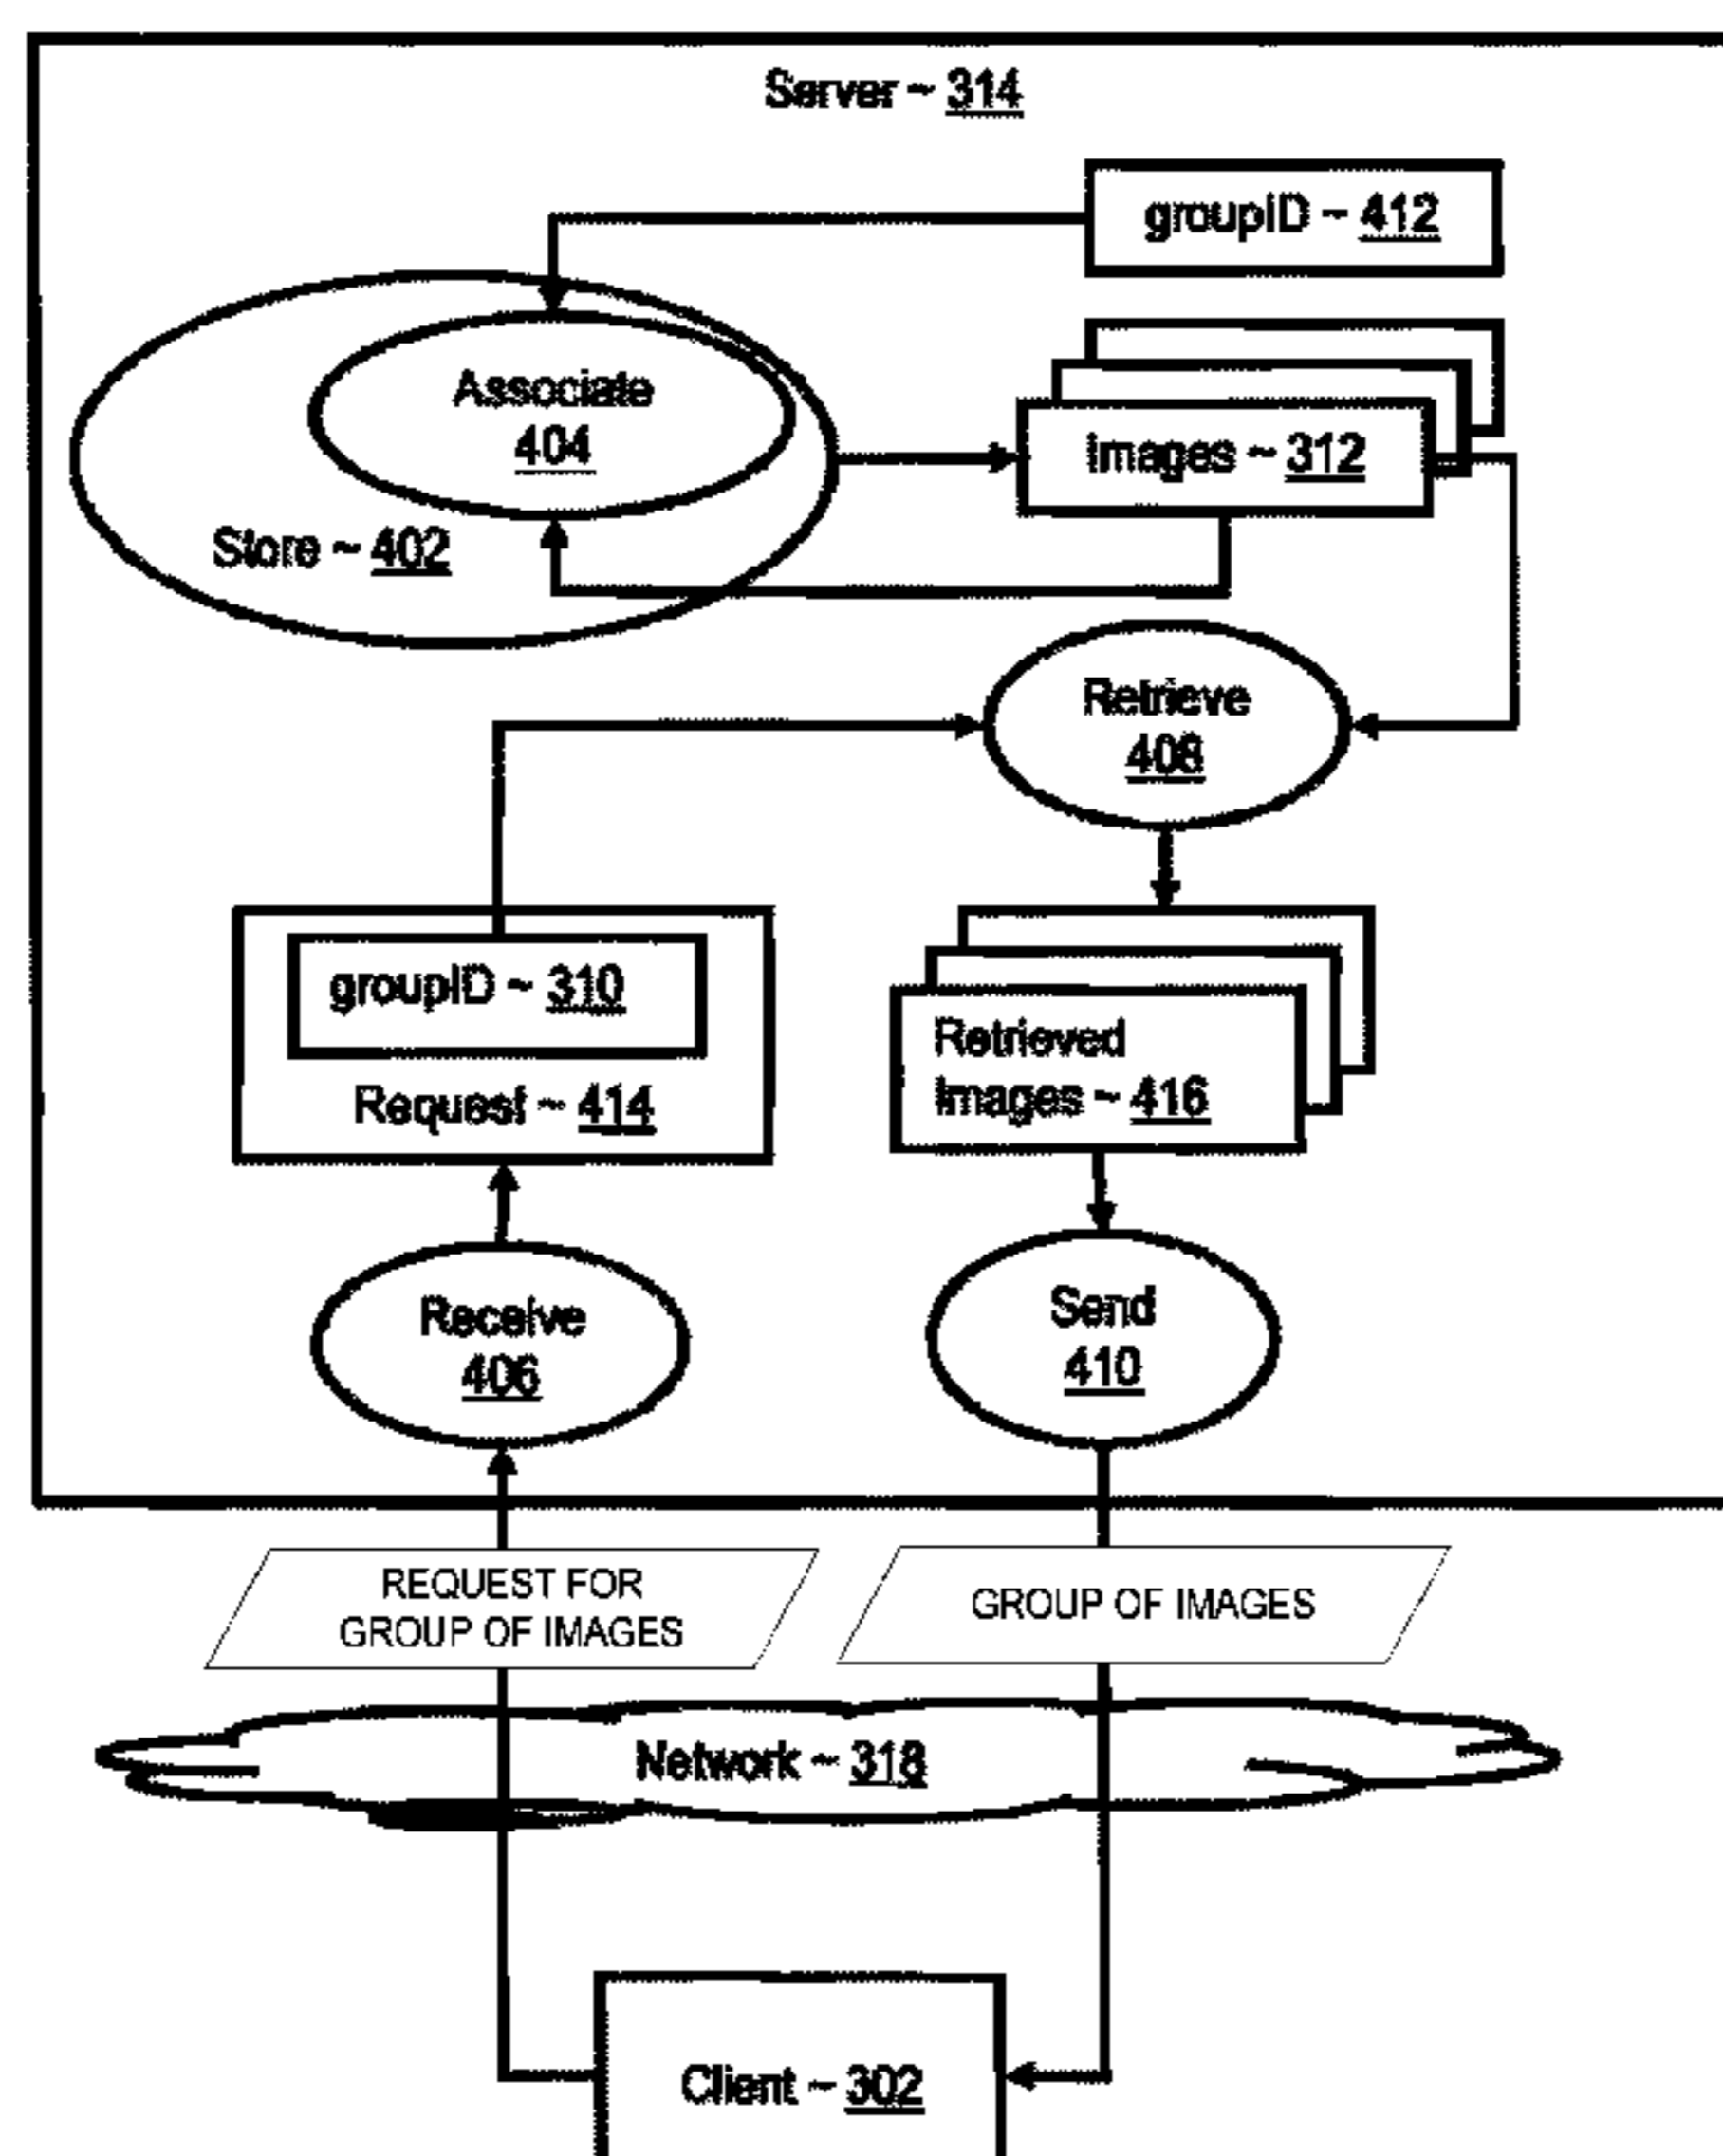 Server ~ 314
groupID ~ 412
Associate
404
Images ~ 312
Store ~ 402
Retrieve
408
groupID ~ 310
Request ~ 414
Retrieved
Images ~ 416
Receive
406
Send
410
REQUEST FOR
GROUP OF IMAGES
GROUP OF IMAGES
Network ~ 318
Client ~ 302